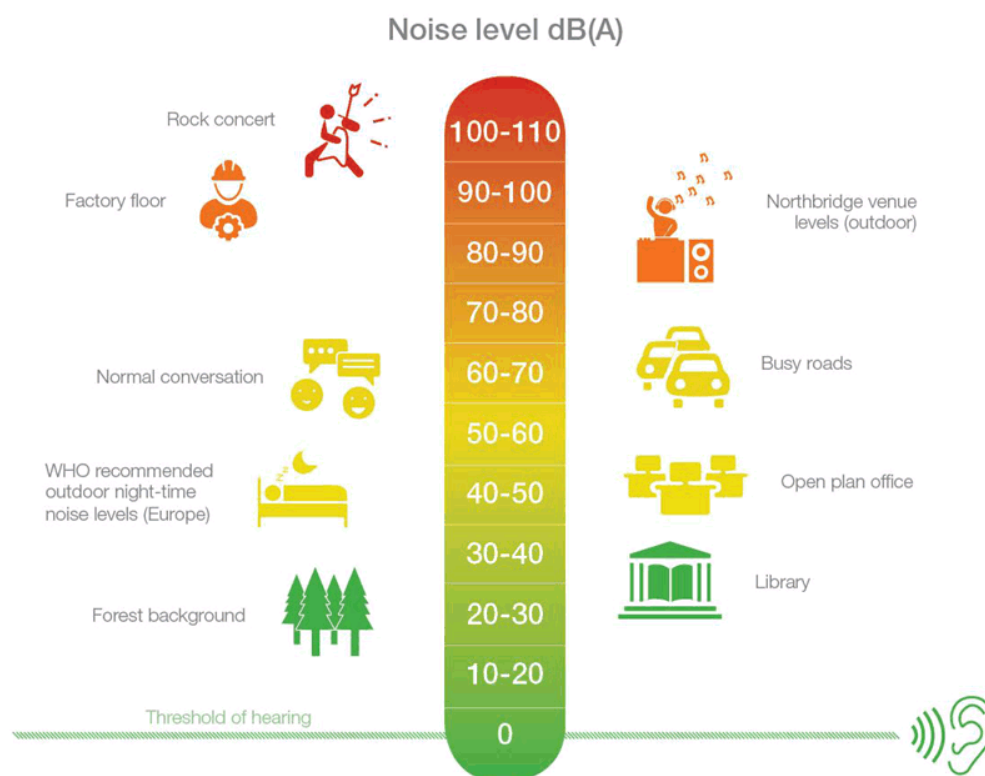 Noise level dB(A)
Rock concert
100-110
Factory floor
90-100
Northbridge venue
levels (outdoor)
80-90
70-80
Normal conversation
60-70
Busy roads
50-60
WHO recommended
outdoor night-time
noise levels (Europe)
40-50
Open plan office
30-40
Library
Forest background
20-30
10-20
Threshold of hearing
0